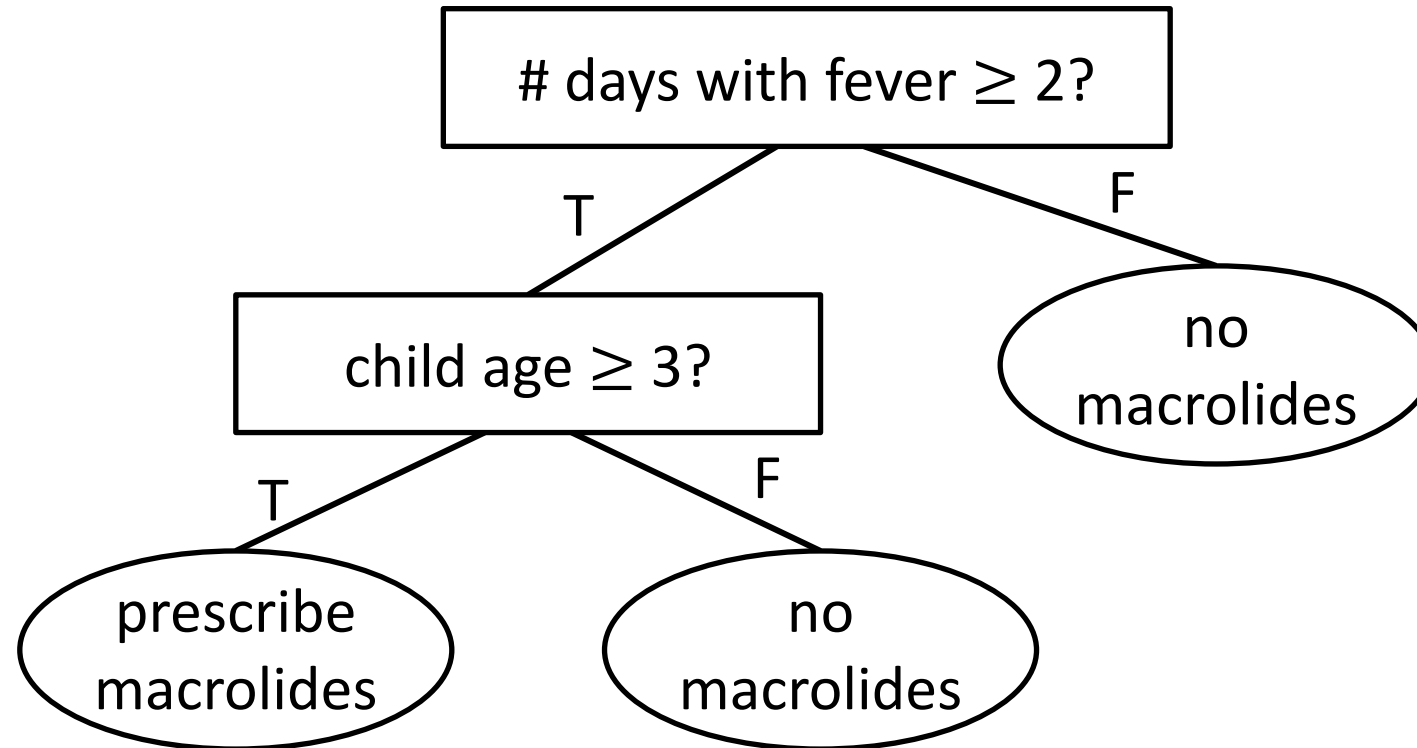 # days with fever ≥ 2?
T
F
child age ≥ 3?
no
macrolides
T
F
prescribe
macrolides
no
macrolides